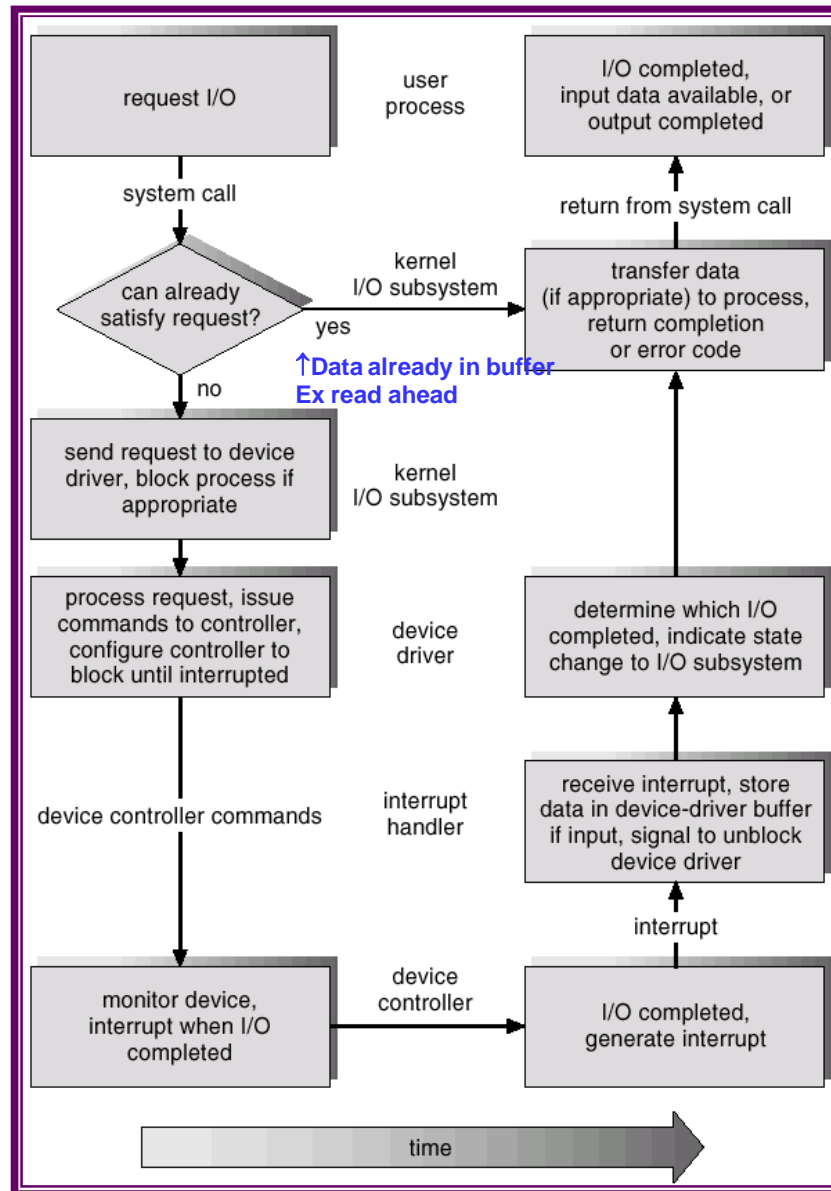 request I/O
user
process
I/O completed,
input data available, or
output completed
system call
return from system call
can already
satisfy request?
kernel
I/O subsystem
yes
transfer data
(if appropriate) to process,
return completion
or error code
↑Data already in buffer
Ex read ahead
no
send request to device
driver, block process if
appropriate
kernel
I/O subsystem
process request, issue
commands to controller,
configure controller to
block until interrupted
device
driver
determine which I/O
completed, indicate state
change to I/O subsystem
device controller commands
interrupt
handler
receive interrupt, store
data in device-driver buffer
if input, signal to unblock
device driver
interrupt
monitor device,
interrupt when I/O
completed
device
controller
I/O completed,
generate interrupt
time